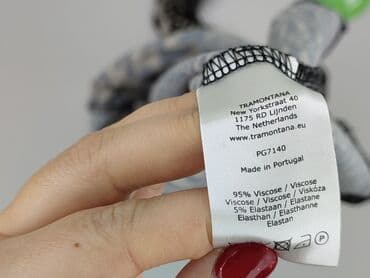 TRAMONTANA
New Yorkstraat 40
1175 RD Lijnden
The Netherlands
www.tramontana.eu
PG7140
Made in Portugal
95% Viscose / Viscose
Viscose / Viscose / Viskóza
5% Elastaan / Elastane
Elasthan / Elasthanne
Elastan
P